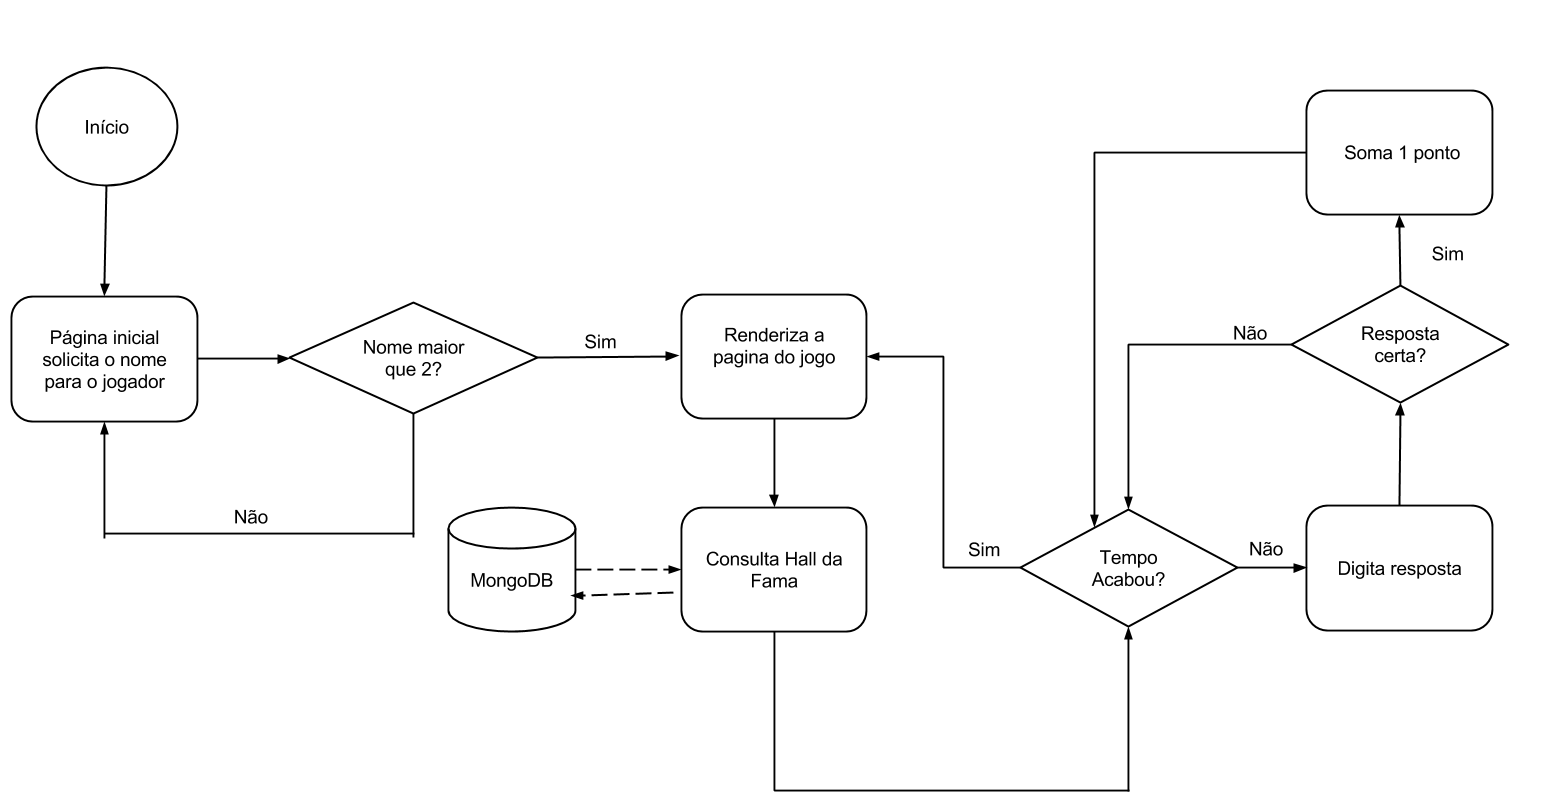 Início
Página inicial
solicita o nome
para o jogador
Nome maior
que 2?
Sim
Não
Renderiza a
pagina do jogo
MongoDB
Consulta Hall da
Fama
Sim
Tempo
Acabou?
Não
Digita resposta
Resposta
certa?
Não
Sim
Soma 1 ponto